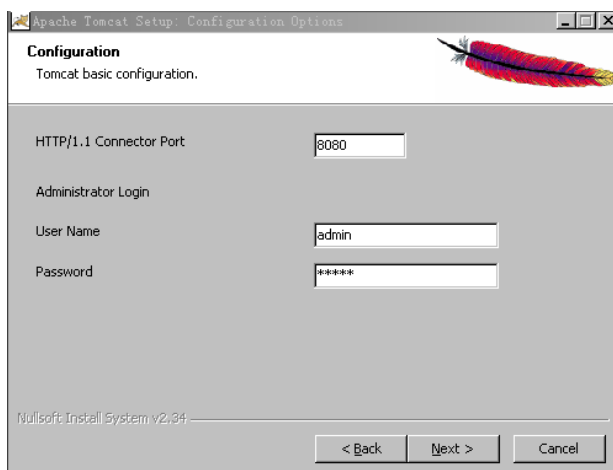 Apache Tomcat Setup: Configuration Options
Configuration
Tomcat basic configuration.
HTTP/1.1 Connector Port
8080
Administrator Login
User Name
admin
Password
*****
Nullsoft Install System v2.34
< Back
Next >
Cancel